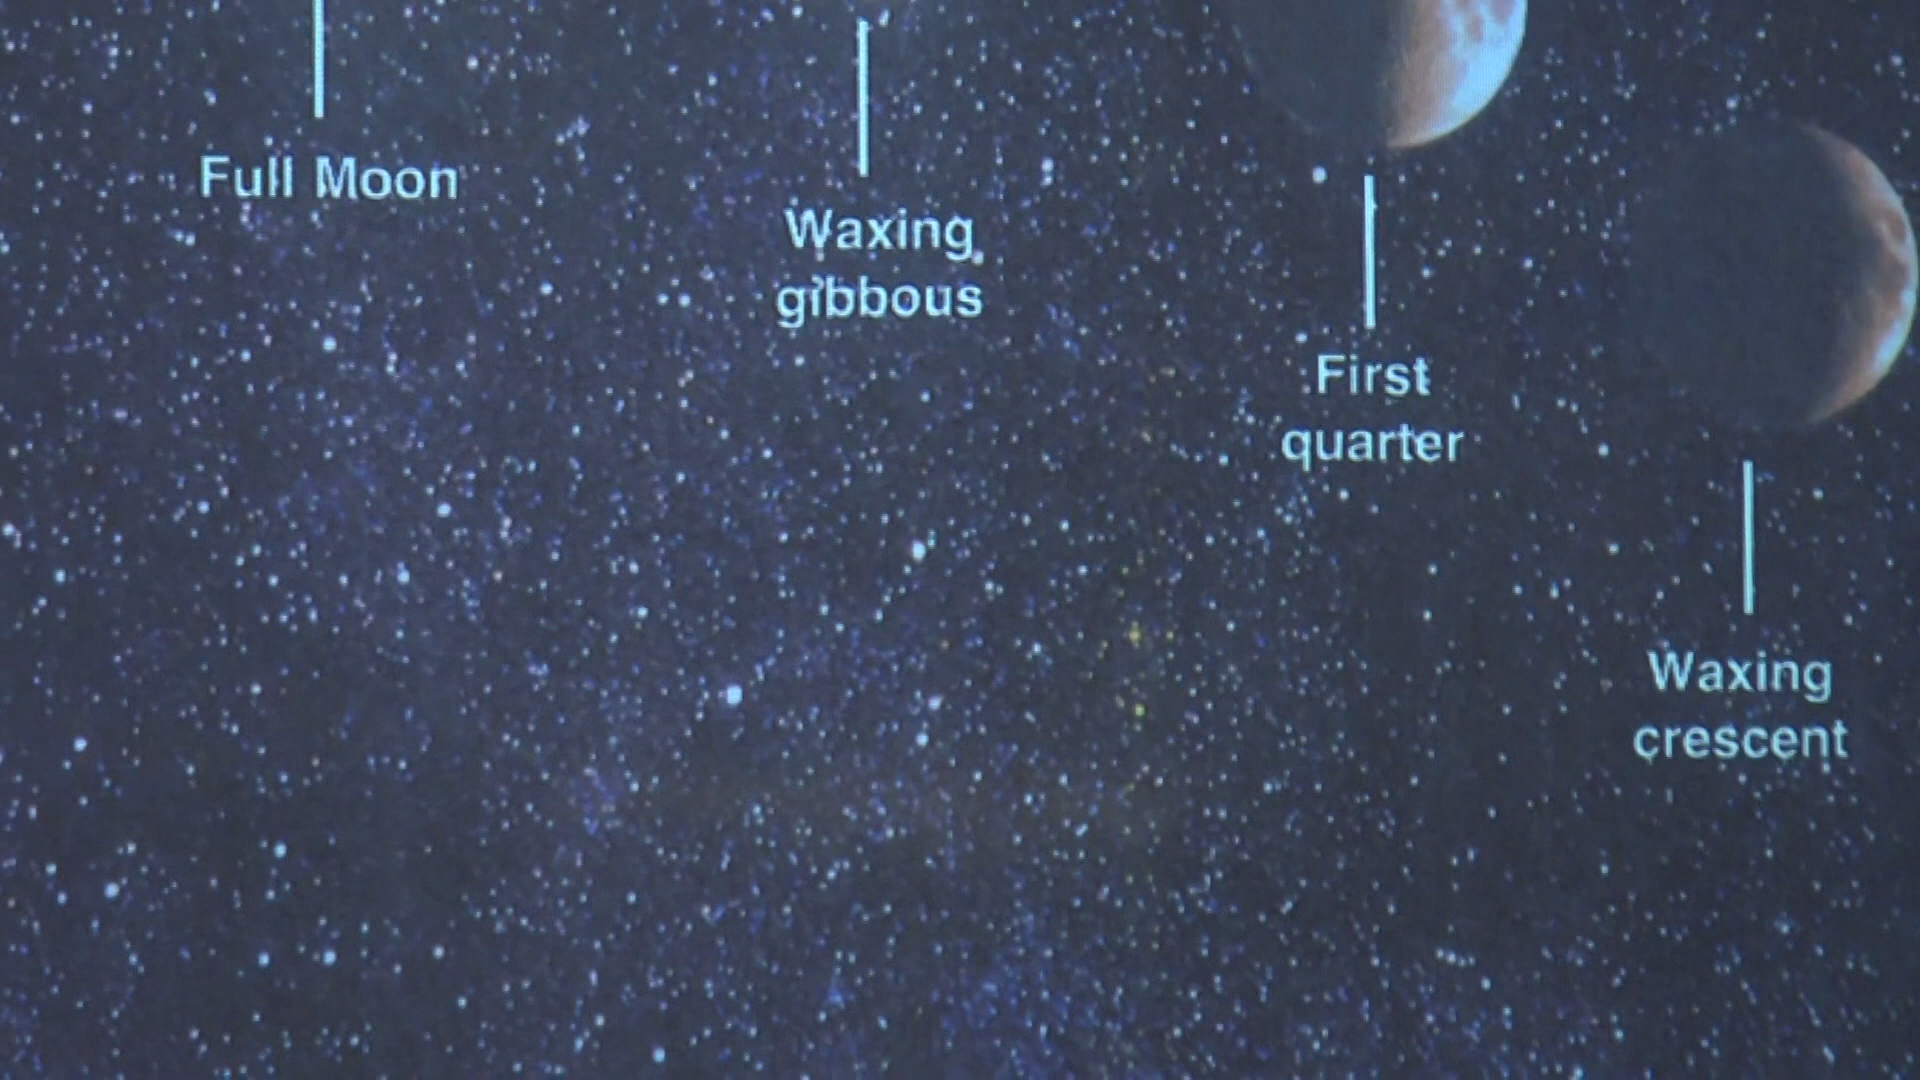 Full Moon
Waxing
gibbous
First
quarter
Waxing
crescent